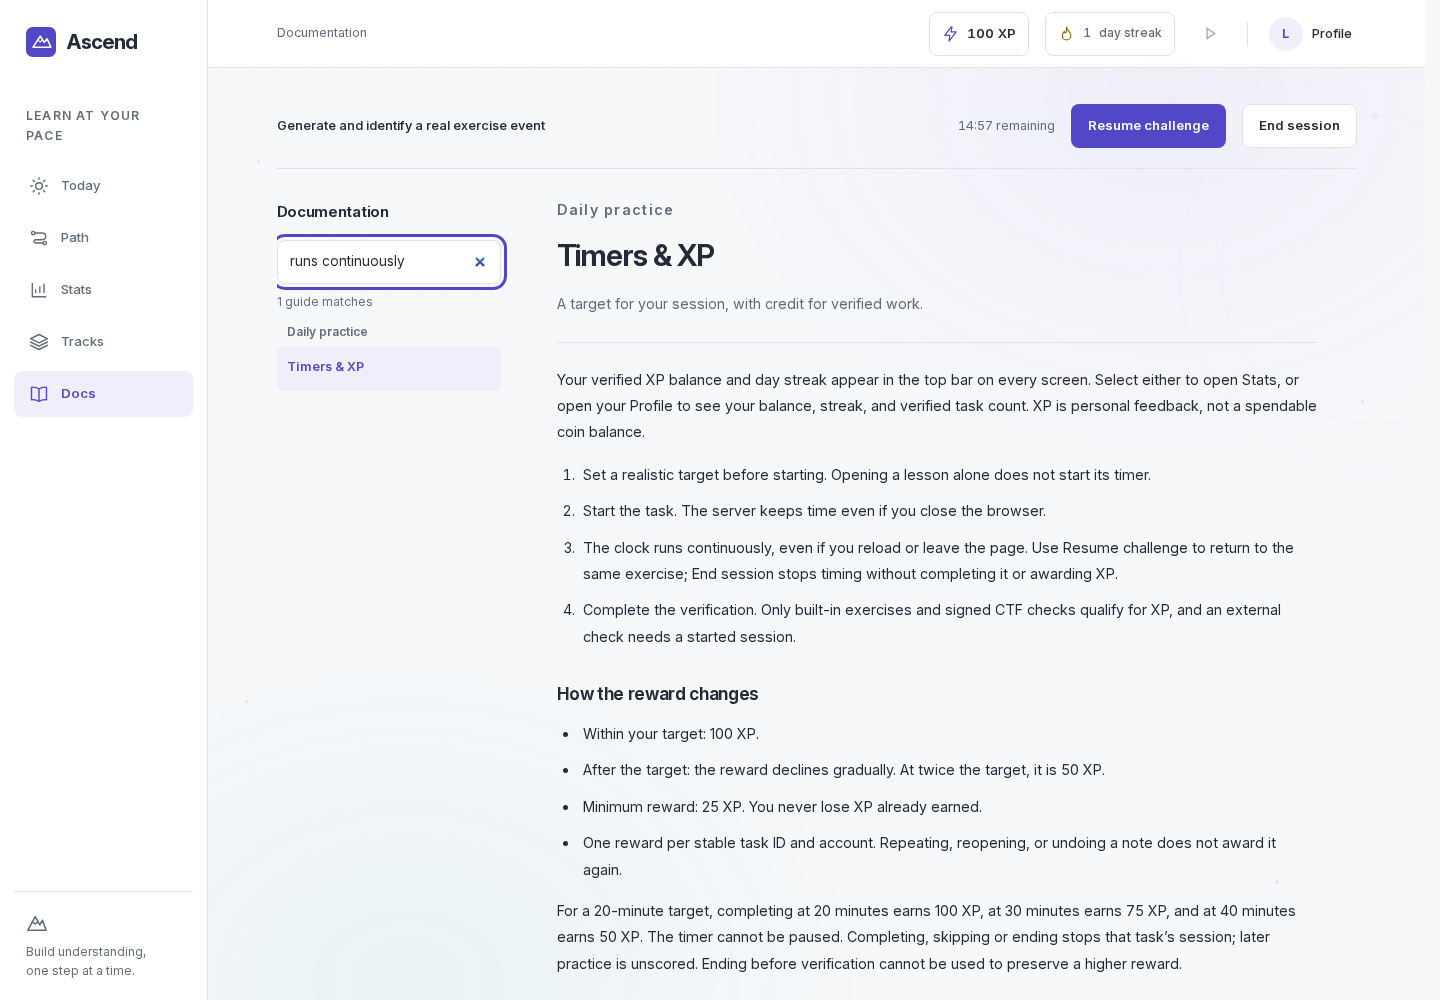 Ascend
LEARN AT YOUR
PACE
Today
Path
Stats
Tracks
Docs
Build understanding,
one step at a time.
Documentation
100 XP
1 day streak
L
Profile
Generate and identify a real exercise event
14:57 remaining
Resume challenge
End session
Documentation
runs continuously
1 guide matches
Daily practice
Timers & XP
Daily practice
Timers & XP
A target for your session, with credit for verified work.
Your verified XP balance and day streak appear in the top bar on every screen. Select either to open Stats, or
open your Profile to see your balance, streak, and verified task count. XP is personal feedback, not a spendable
coin balance.
1. Set a realistic target before starting. Opening a lesson alone does not start its timer.
2. Start the task. The server keeps time even if you close the browser.
3. The clock runs continuously, even if you reload or leave the page. Use Resume challenge to return to the
same exercise; End session stops timing without completing it or awarding XP.
4. Complete the verification. Only built-in exercises and signed CTF checks qualify for XP, and an external
check needs a started session.
How the reward changes
• Within your target: 100 XP.
• After the target: the reward declines gradually. At twice the target, it is 50 XP.
• Minimum reward: 25 XP. You never lose XP already earned.
• One reward per stable task ID and account. Repeating, reopening, or undoing a note does not award it
again.
For a 20-minute target, completing at 20 minutes earns 100 XP, at 30 minutes earns 75 XP, and at 40 minutes
earns 50 XP. The timer cannot be paused. Completing, skipping or ending stops that task’s session; later
practice is unscored. Ending before verification cannot be used to preserve a higher reward.